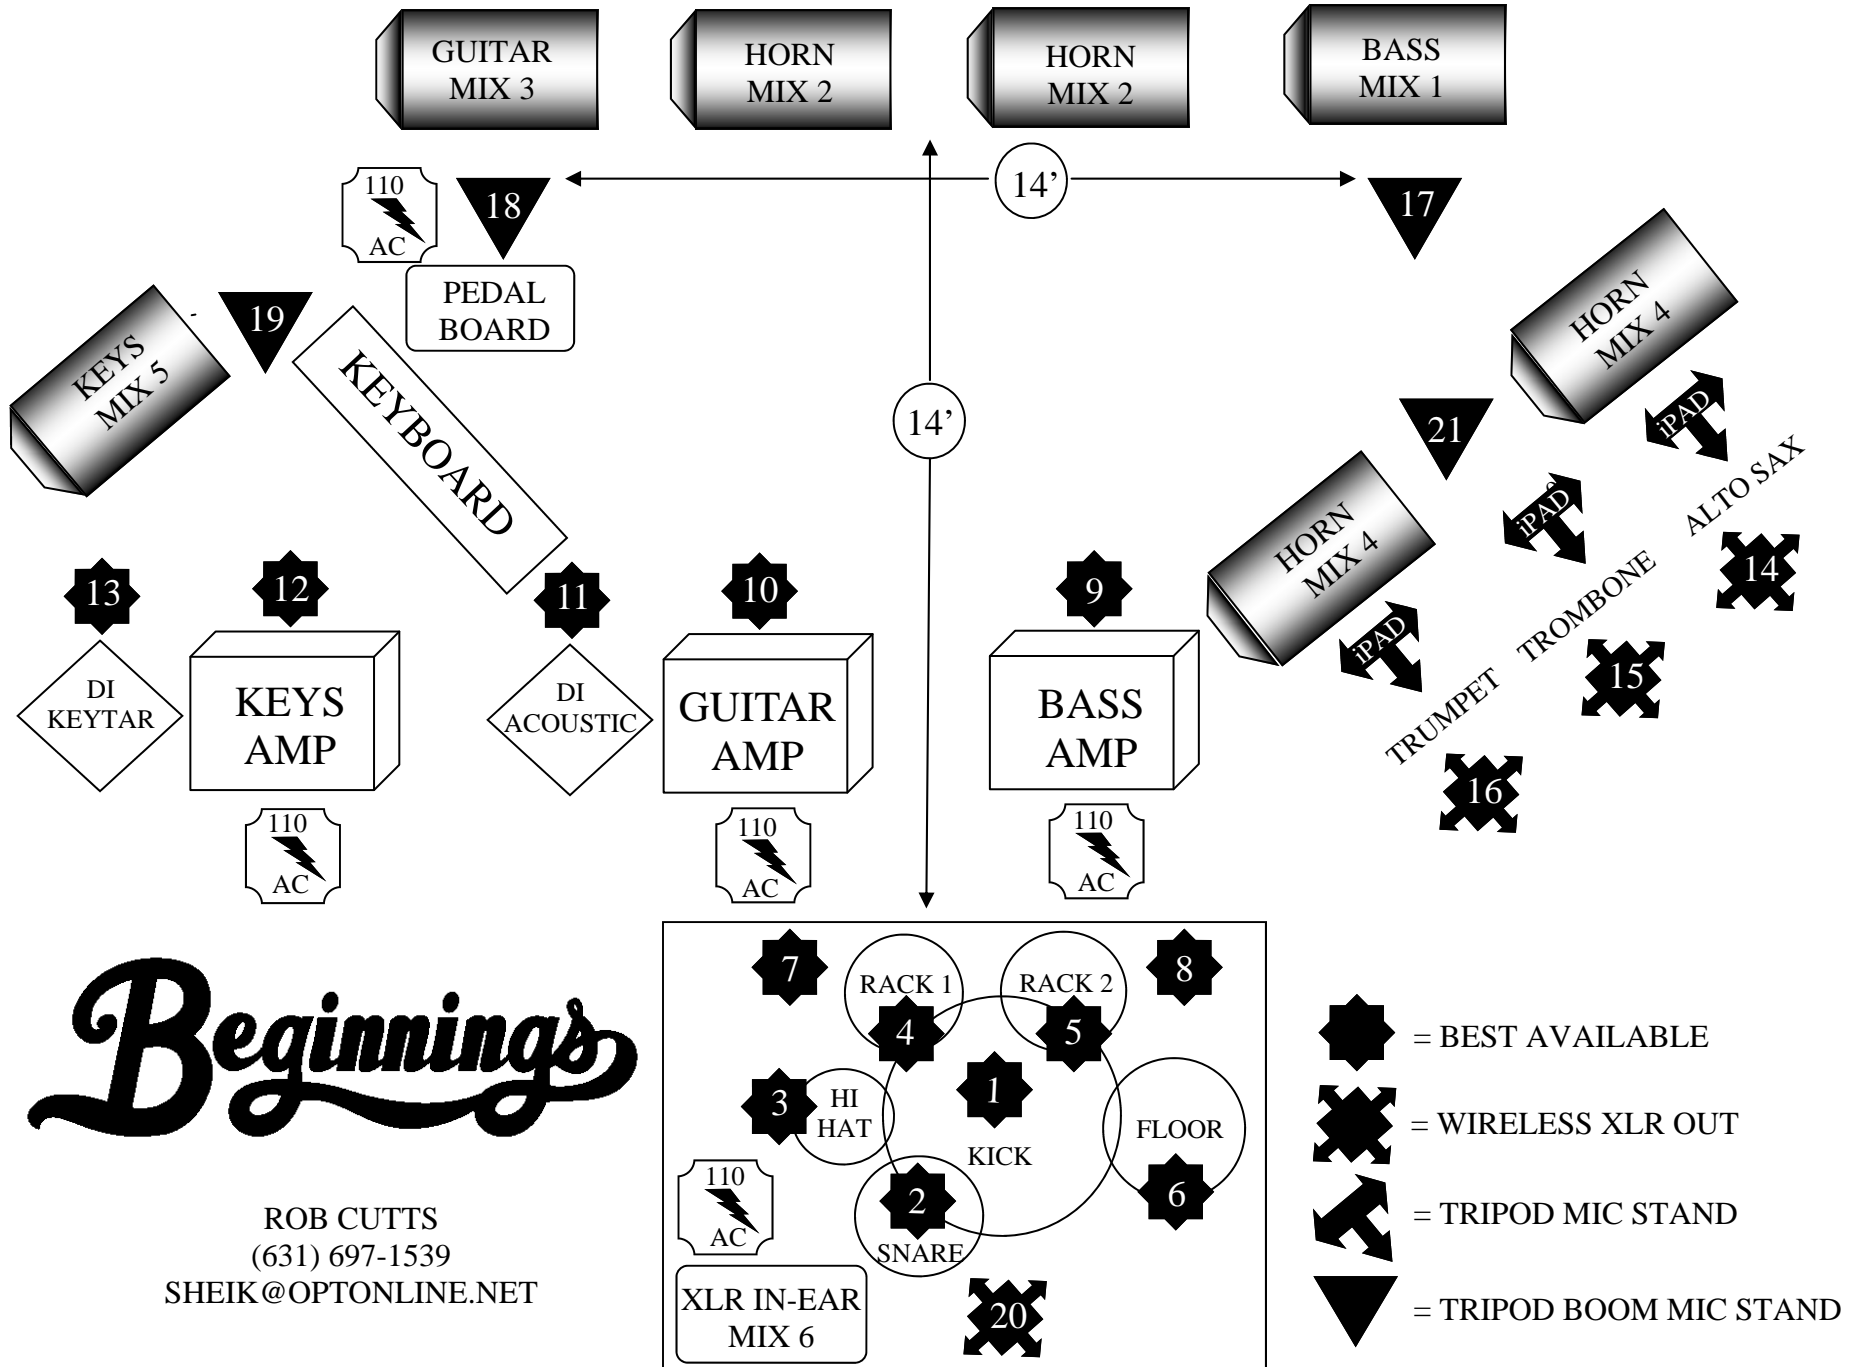 GUITAR
MIX 3
HORN
MIX 2
HORN
MIX 2
BASS
MIX 1
110
AC
18
14’
17
PEDAL
BOARD
KEYS
MIX 5
19
KEYBOARD
14’
HORN
MIX 4
iPAD
21
iPAD
ALTO SAX
HORN
MIX 4
iPAD
TROMBONE
14
TRUMPET
15
16
13
12
11
10
9
DI
KEYTAR
KEYS
AMP
DI
ACOUSTIC
GUITAR
AMP
BASS
AMP
110
AC
110
AC
110
AC
7
RACK 1
RACK 2
8
4
5
3
HI
HAT
1
KICK
FLOOR
6
2
SNARE
110
AC
XLR IN-EAR
MIX 6
20
Beginnings
ROB CUTTS
(631) 697-1539
SHEIK@OPTONLINE.NET
= BEST AVAILABLE
= WIRELESS XLR OUT
= TRIPOD MIC STAND
= TRIPOD BOOM MIC STAND